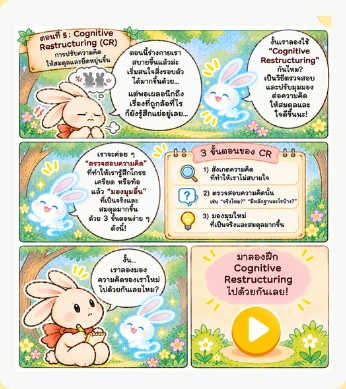 ตอนที่ 5: Cognitive
Restructuring (CR)
การปรับความคิด
ให้สมดุลและยืดหยุ่นขึ้น
ตอนนี้ร่างกายเรา
สบายขึ้นแล้วล่ะ
เริ่มสนใจสิ่งรอบตัว
ได้มากขึ้นด้วย...
แต่พอเผลอนึกถึง
เรื่องที่ถูกล้อทีไร
ก็ยังรู้สึกแย่อยู่เลย...
งั้นเราลองใช้
"Cognitive
Restructuring"
กันไหม?
เป็นวิธีตรวจสอบ
และปรับมุมมอง
ต่อความคิด
ให้สมดุลและ
ใจดีขึ้นนะ!
เราจะค่อย ๆ
"ตรวจสอบความคิด"
ที่ทำให้เรารู้สึกโกรธ
เครียด หรือท้อ
แล้ว "มองมุมอื่น"
ที่เป็นจริงและ
สมดุลมากขึ้น
ด้วย 3 ขั้นตอนง่าย ๆ
ดังนี้!
3 ขั้นตอนของ CR
1) สังเกตความคิด
ที่ทำให้เราไม่สบายใจ
2) ตรวจสอบความคิดนั้น
เช่น "จริงไหม?" "มีหลักฐานอะไรบ้าง?"
3) มองมุมใหม่
ที่เป็นจริงและสมดุลมากขึ้น
งั้น...
เราลองมอง
ความคิดของเราใหม่
ไปด้วยกันเลยไหม?
มาลองฝึก
Cognitive
Restructuring
ไปด้วยกันเลย!